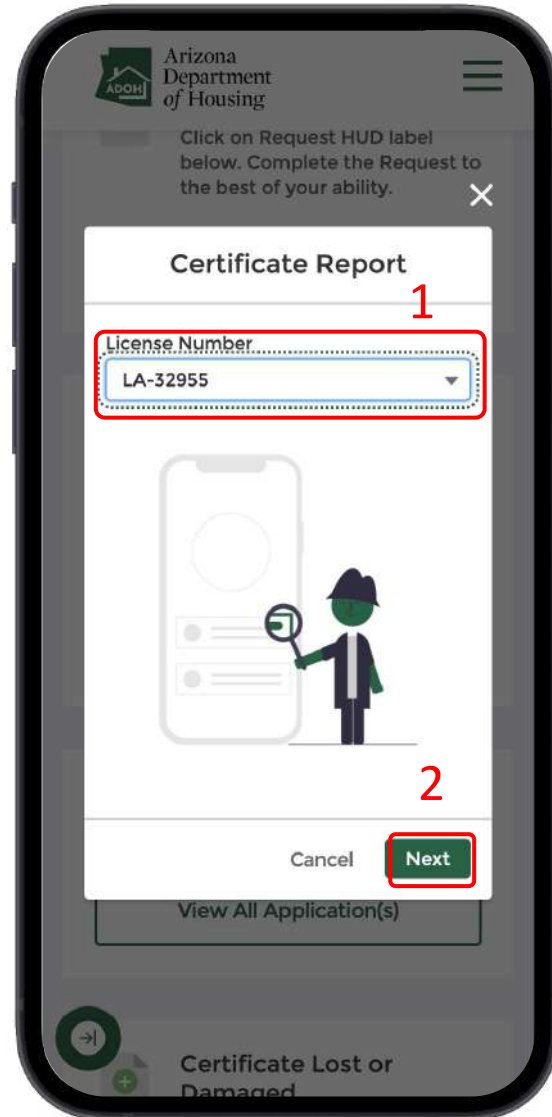 ADOH
Arizona
Department
of Housing
Click on Request HUD label
below. Complete the Request to
the best of your ability.
Certificate Report
1
License Number
LA-32955
2
Cancel
Next
View All Application(s)
Certificate Lost or
Damaged